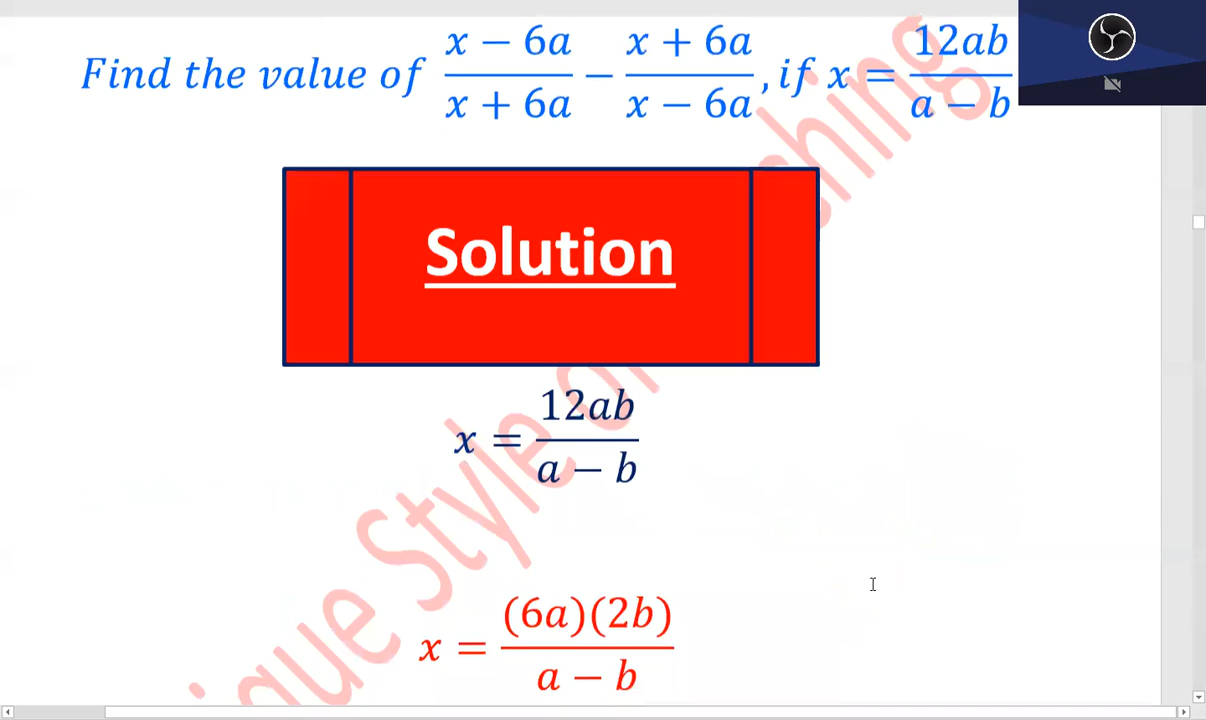 Find the value of (x − 6a)/(x + 6a) − (x + 6a)/(x − 6a), if x = 12ab/(a − b)
Solution
x = 12ab/(a − b)
x = (6a)(2b)/(a − b)